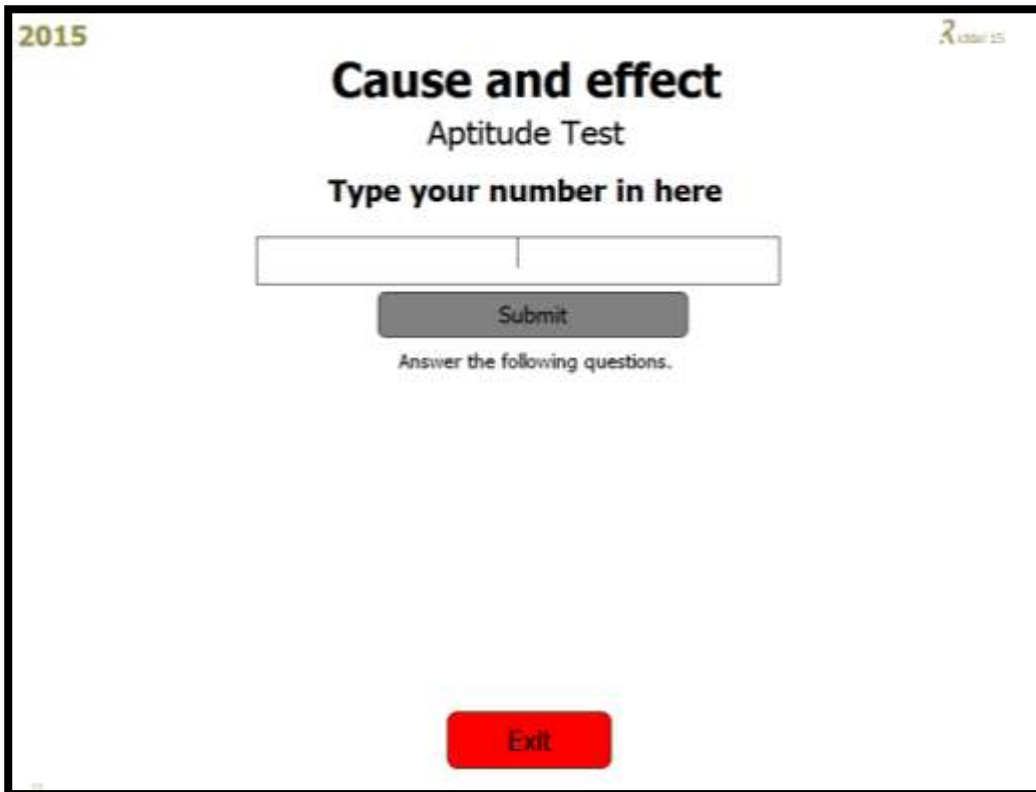 2015
Cause and effect
Aptitude Test
Type your number in here
Submit
Answer the following questions.
Exit